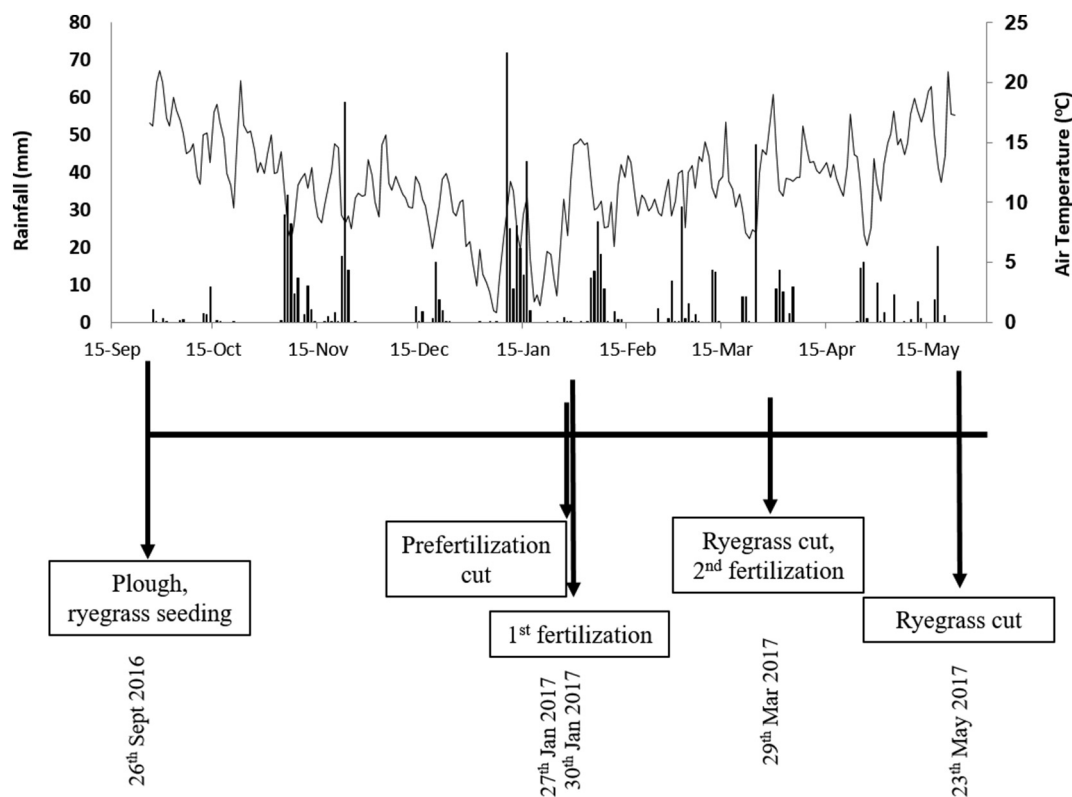 80
70
60
50
40
30
20
10
0
Rainfall (mm)
25
20
15
10
5
0
Air Temperature (ºC)
15-Sep 15-Oct 15-Nov 15-Dec 15-Jan 15-Feb 15-Mar 15-Apr 15-May
Plough,
ryegrass seeding
Prefertilization
cut
1st fertilization
Ryegrass cut,
2nd fertilization
Ryegrass cut
26th Sept 2016
27th Jan 2017
30th Jan 2017
29th Mar 2017
23th May 2017